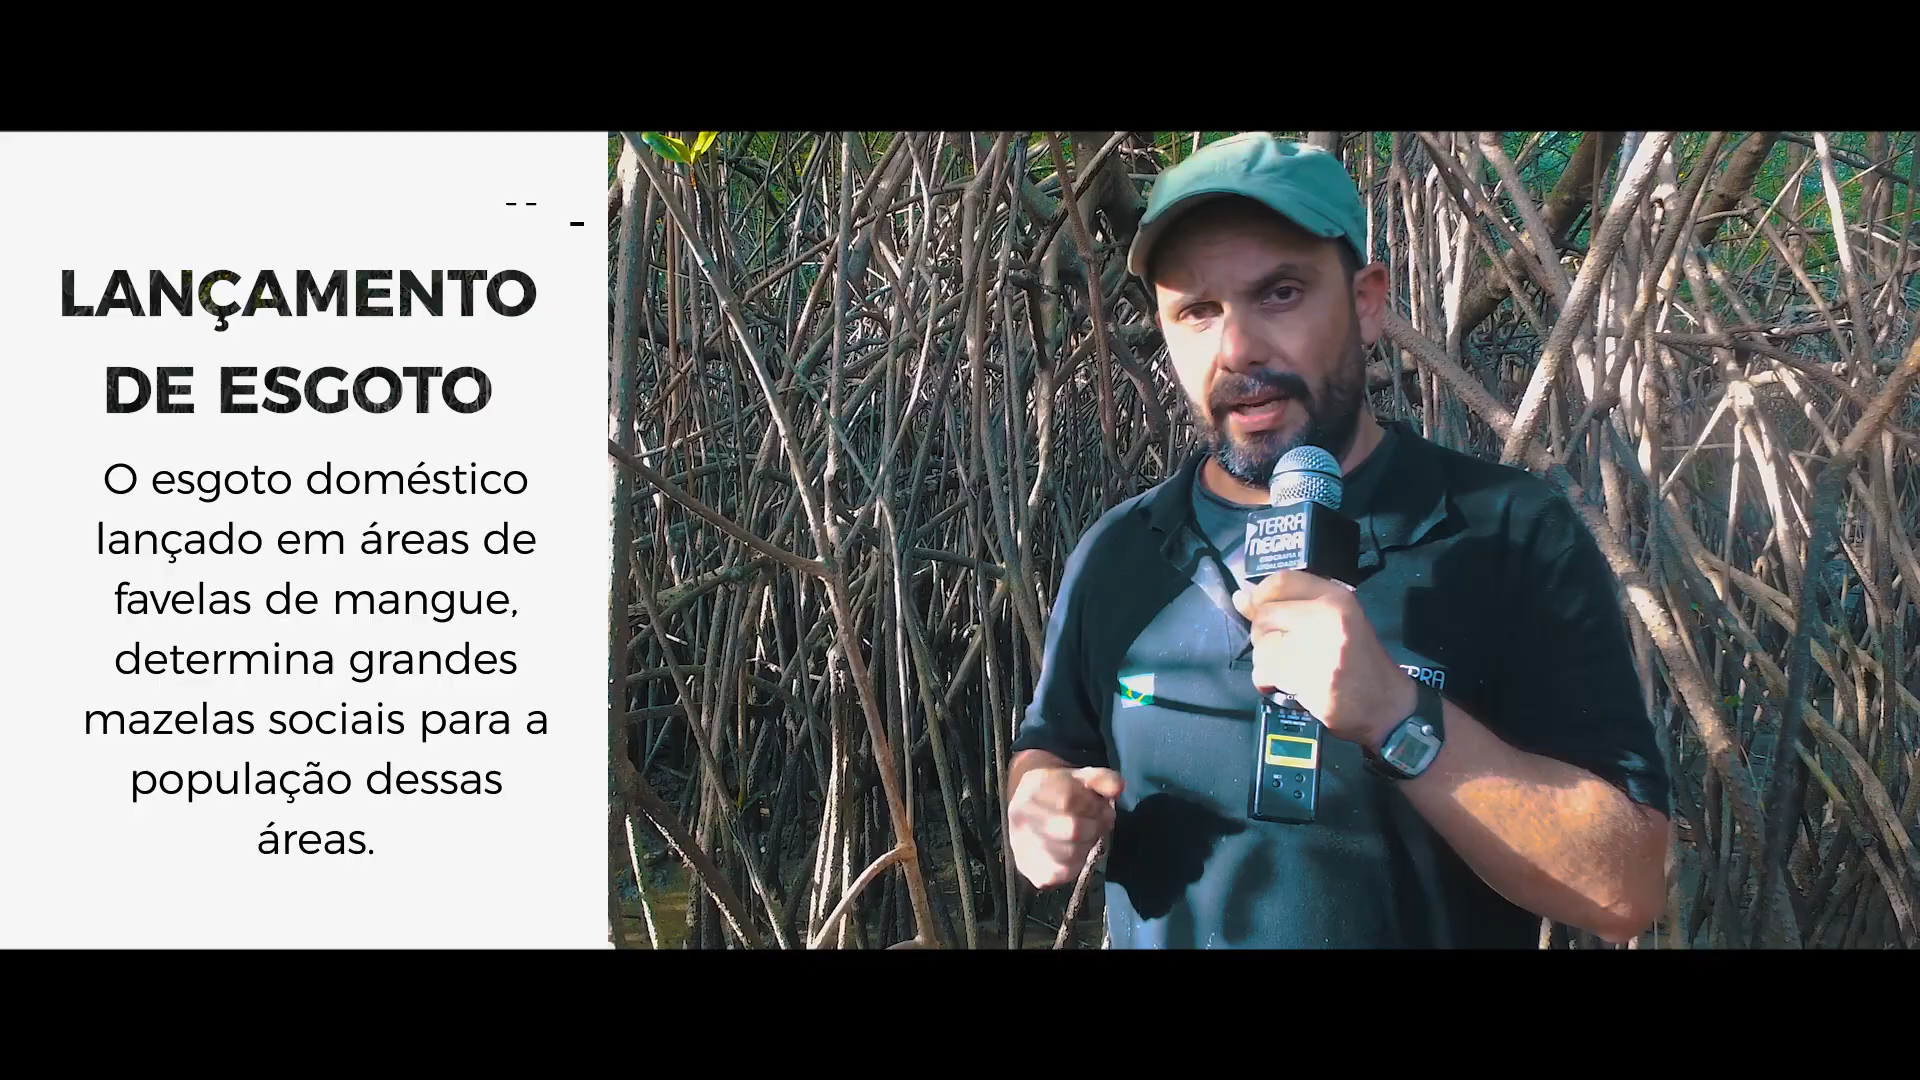 LANÇAMENTO
DE ESGOTO
O esgoto doméstico
lançado em áreas de
favelas de mangue,
determina grandes
mazelas sociais para a
população dessas
áreas.
TERRA
NEGRA